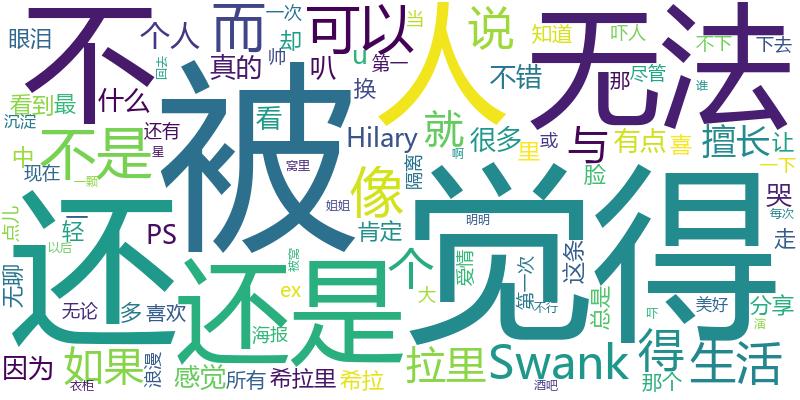 不
被
人
无法
还
觉得
还是
而
可以
说
个人
眼泪
一次
却
帅
真的
叭
u
第一
当
知道
吓人
回去
不错
那
不下
尽管
下去
谁
看到
最
什么
换
沉淀
还有
看
Hilary
就
很多
与
有点
喜
擅长
让
中
不是
星
窝里
啊
里
或
一下
现在
一颗
像
隔离
脸
哭
姐姐
明明
每次
点儿
一
轻
以后
PS
肯定
个
爱情
第一次
这条
走
无聊
被窝
ex
大
不行
总是
吓
美好
分享
演
无论
多
喜欢
海报
因为
如果
浪漫
感觉
所有
希拉里
希拉
拉里
Swank
得
生活
那个
衣柜
酒吧